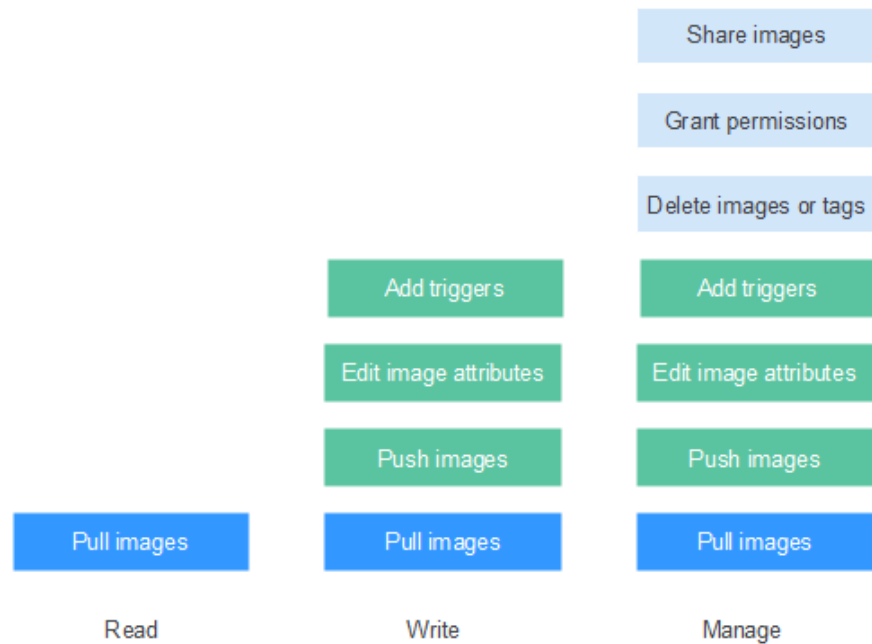 Share images
Grant permissions
Delete images or tags
Add triggers
Add triggers
Edit image attributes
Edit image attributes
Push images
Push images
Pull images
Pull images
Pull images
Read
Write
Manage